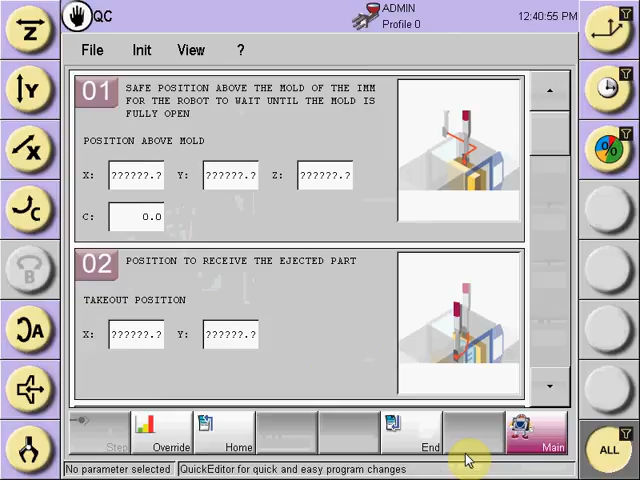 QC
ADMIN
Profile 0
12:40:55 PM
File Init View ?
01
SAFE POSITION ABOVE THE MOLD OF THE IMM
FOR THE ROBOT TO WAIT UNTIL THE MOLD IS
FULLY OPEN
POSITION ABOVE MOLD
X: ??????.? Y: ??????.? Z: ??????.?
C: 0.0
02
POSITION TO RECEIVE THE EJECTED PART
TAKEOUT POSITION
X: ??????.? Y: ??????.?
Z
Y
X
C
B
A
0/0
ALL
Step Override Home End Main
No parameter selected QuickEditor for quick and easy program changes